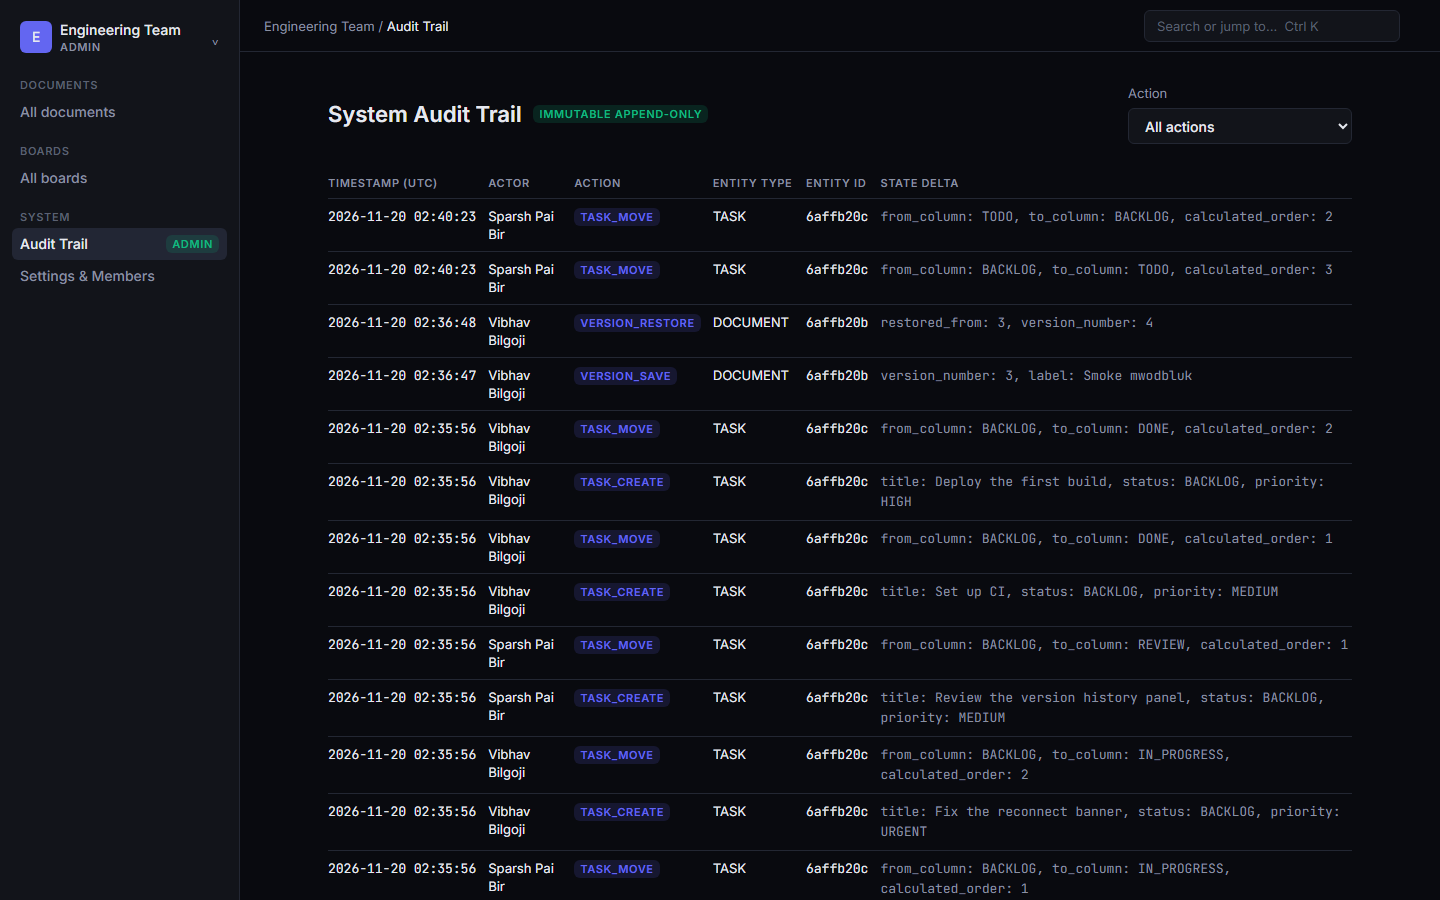 E
Engineering Team
ADMIN
v
DOCUMENTS
All documents
BOARDS
All boards
SYSTEM
Audit Trail ADMIN
Settings & Members
Engineering Team / Audit Trail
Search or jump to... Ctrl K
System Audit Trail IMMUTABLE APPEND-ONLY
Action
All actions
TIMESTAMP (UTC) ACTOR ACTION ENTITY TYPE ENTITY ID STATE DELTA
2026-11-20 02:40:23 Sparsh Pai TASK_MOVE TASK 6affb20c from_column: TODO, to_column: BACKLOG, calculated_order: 2
Bir
2026-11-20 02:40:23 Sparsh Pai TASK_MOVE TASK 6affb20c from_column: BACKLOG, to_column: TODO, calculated_order: 3
Bir
2026-11-20 02:36:48 Vibhav VERSION_RESTORE DOCUMENT 6affb20b restored_from: 3, version_number: 4
Bilgoji
2026-11-20 02:36:47 Vibhav VERSION_SAVE DOCUMENT 6affb20b version_number: 3, label: Smoke mwodbluk
Bilgoji
2026-11-20 02:35:56 Vibhav TASK_MOVE TASK 6affb20c from_column: BACKLOG, to_column: DONE, calculated_order: 2
Bilgoji
2026-11-20 02:35:56 Vibhav TASK_CREATE TASK 6affb20c title: Deploy the first build, status: BACKLOG, priority:
Bilgoji HIGH
2026-11-20 02:35:56 Vibhav TASK_MOVE TASK 6affb20c from_column: BACKLOG, to_column: DONE, calculated_order: 1
Bilgoji
2026-11-20 02:35:56 Vibhav TASK_CREATE TASK 6affb20c title: Set up CI, status: BACKLOG, priority: MEDIUM
Bilgoji
2026-11-20 02:35:56 Sparsh Pai TASK_MOVE TASK 6affb20c from_column: BACKLOG, to_column: REVIEW, calculated_order: 1
Bir
2026-11-20 02:35:56 Sparsh Pai TASK_CREATE TASK 6affb20c title: Review the version history panel, status: BACKLOG,
Bir priority: MEDIUM
2026-11-20 02:35:56 Vibhav TASK_MOVE TASK 6affb20c from_column: BACKLOG, to_column: IN_PROGRESS,
Bilgoji calculated_order: 2
2026-11-20 02:35:56 Vibhav TASK_CREATE TASK 6affb20c title: Fix the reconnect banner, status: BACKLOG, priority:
Bilgoji URGENT
2026-11-20 02:35:56 Sparsh Pai TASK_MOVE TASK 6affb20c from_column: BACKLOG, to_column: IN_PROGRESS,
Bir calculated_order: 1